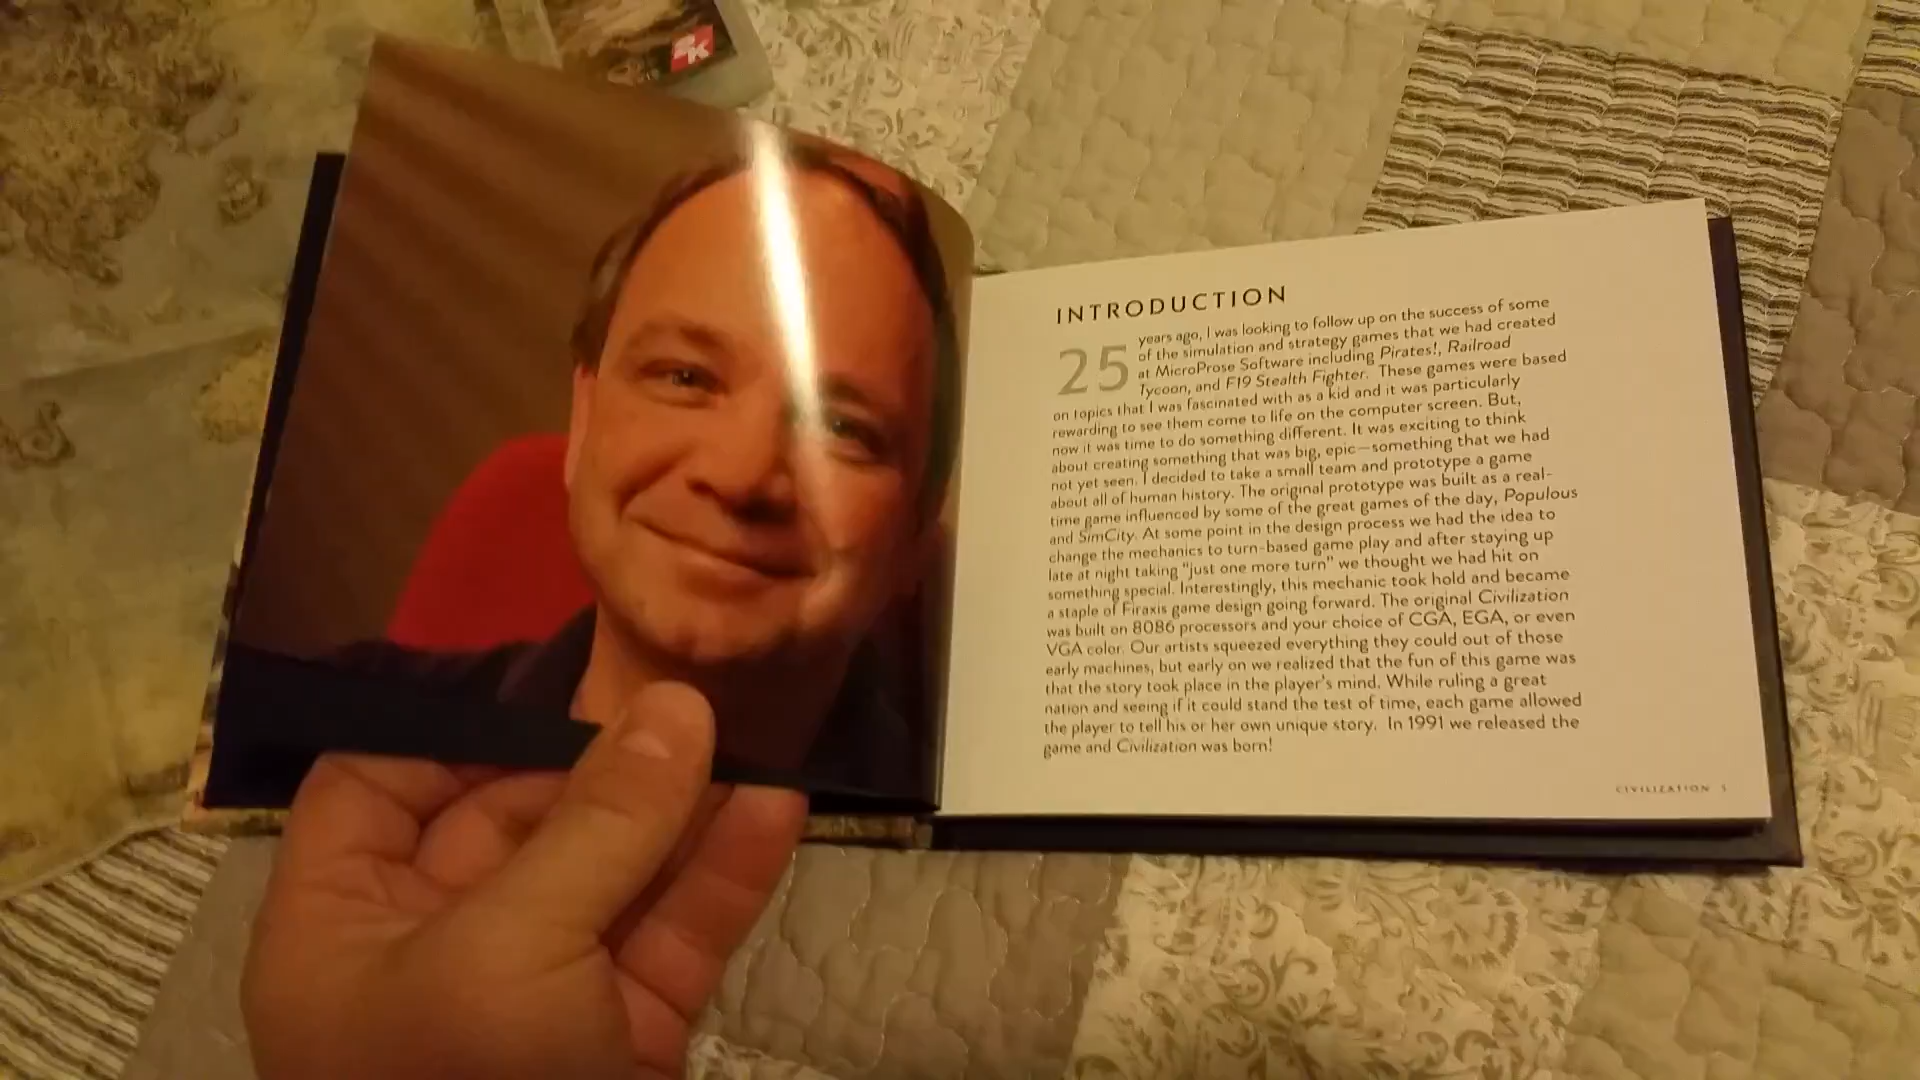 2K
INTRODUCTION
25 years ago, I was looking to follow up on the success of some
of the simulation and strategy games that we had created
at MicroProse Software including Pirates!, Railroad
Tycoon, and F19 Stealth Fighter. These games were based
on topics that I was fascinated with as a kid and it was particularly
rewarding to see them come to life on the computer screen. But,
now it was time to do something different. It was exciting to think
about creating something that was big, epic—something that we had
not yet seen. I decided to take a small team and prototype a game
about all of human history. The original prototype was built as a real-
time game influenced by some of the great games of the day, Populous
and SimCity. At some point in the design process we had the idea to
change the mechanics to turn-based game play and after staying up
late at night taking "just one more turn" we thought we had hit on
something special. Interestingly, this mechanic took hold and became
a staple of Firaxis game design going forward. The original Civilization
was built on 8086 processors and your choice of CGA, EGA, or even
VGA color. Our artists squeezed everything they could out of those
early machines, but early on we realized that the fun of this game was
that the story took place in the player's mind. While ruling a great
nation and seeing if it could stand the test of time, each game allowed
the player to tell his or her own unique story. In 1991 we released the
game and Civilization was born!
CIVILIZATION